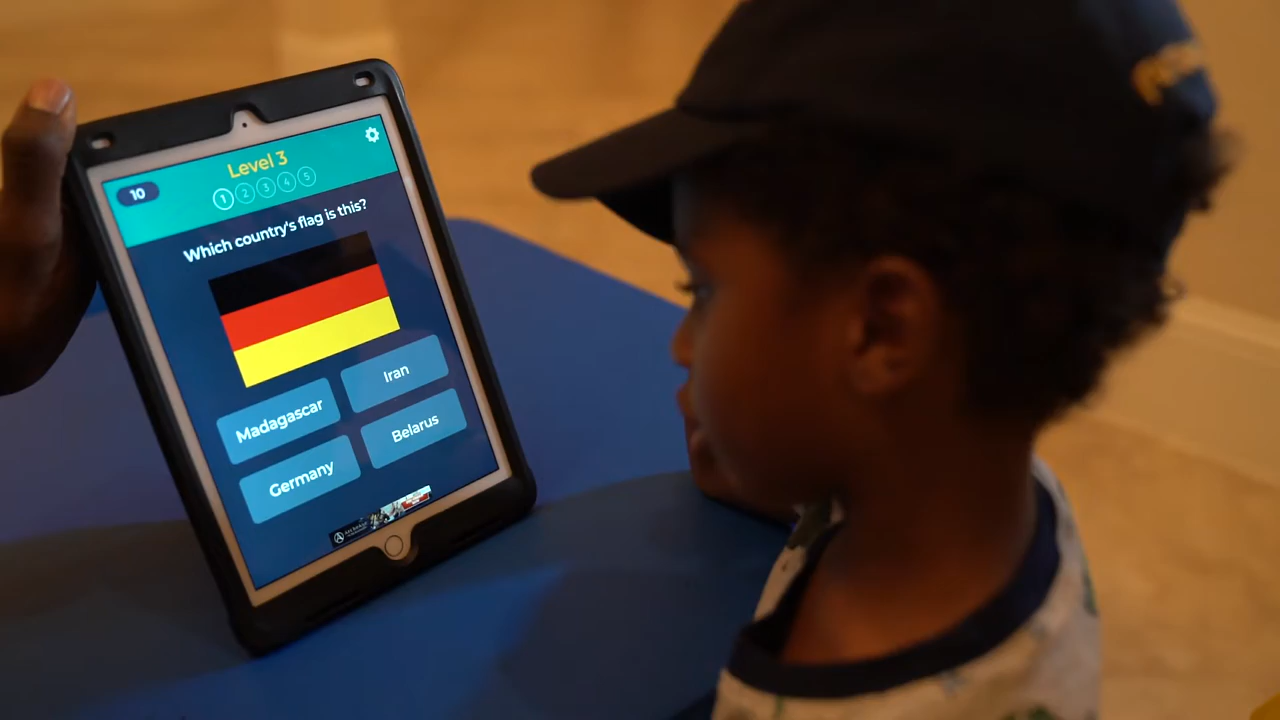 Level 3
10
1 2 3 4 5
Which country's flag is this?
Madagascar
Iran
Germany
Belarus